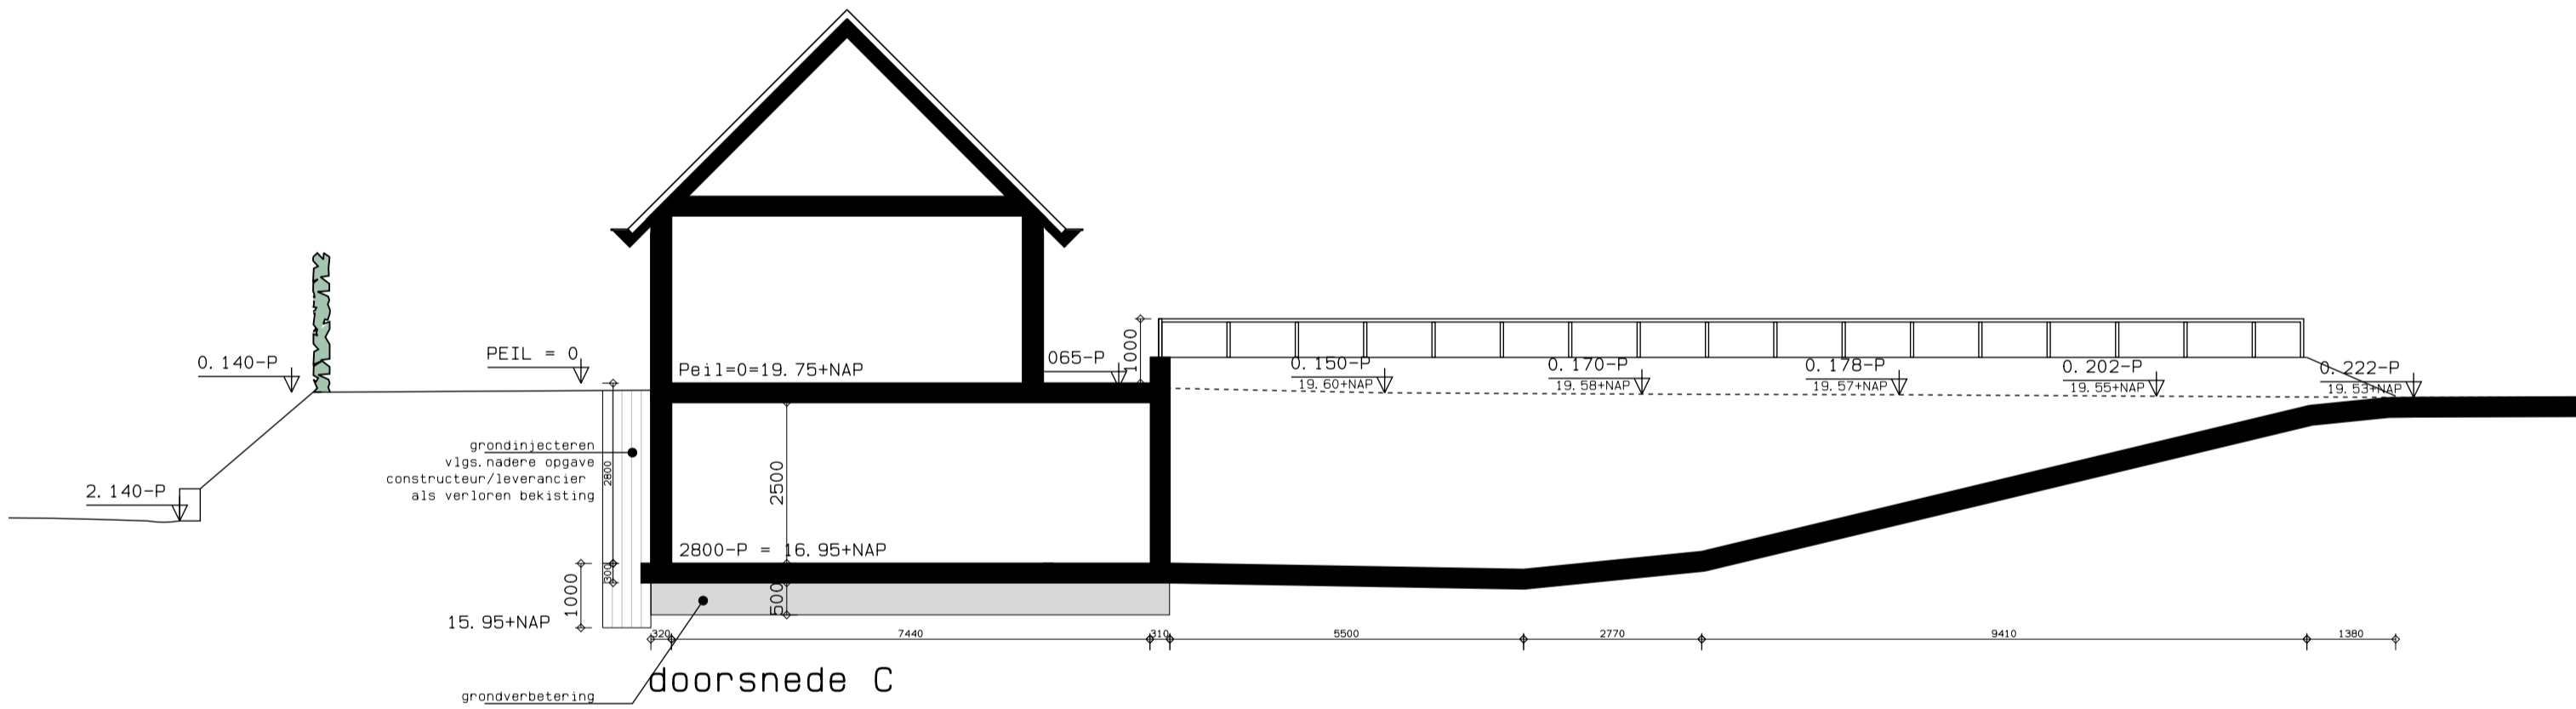 0.140-P
PEIL = 0
Peil=0=19.75+NAP
065-P
1000
0.150-P
19.60+NAP
0.170-P
19.58+NAP
0.178-P
19.57+NAP
0.202-P
19.55+NAP
0.222-P
19.53+NAP
2.140-P
grondinjecteren
vlgs.nadere opgave
constructeur/leverancier
als verloren bekisting
2800
2500
2800-P = 16.95+NAP
300
1000
500
15.95+NAP
320
7440
310
5500
2770
9410
1380
doorsnede C
grondverbetering